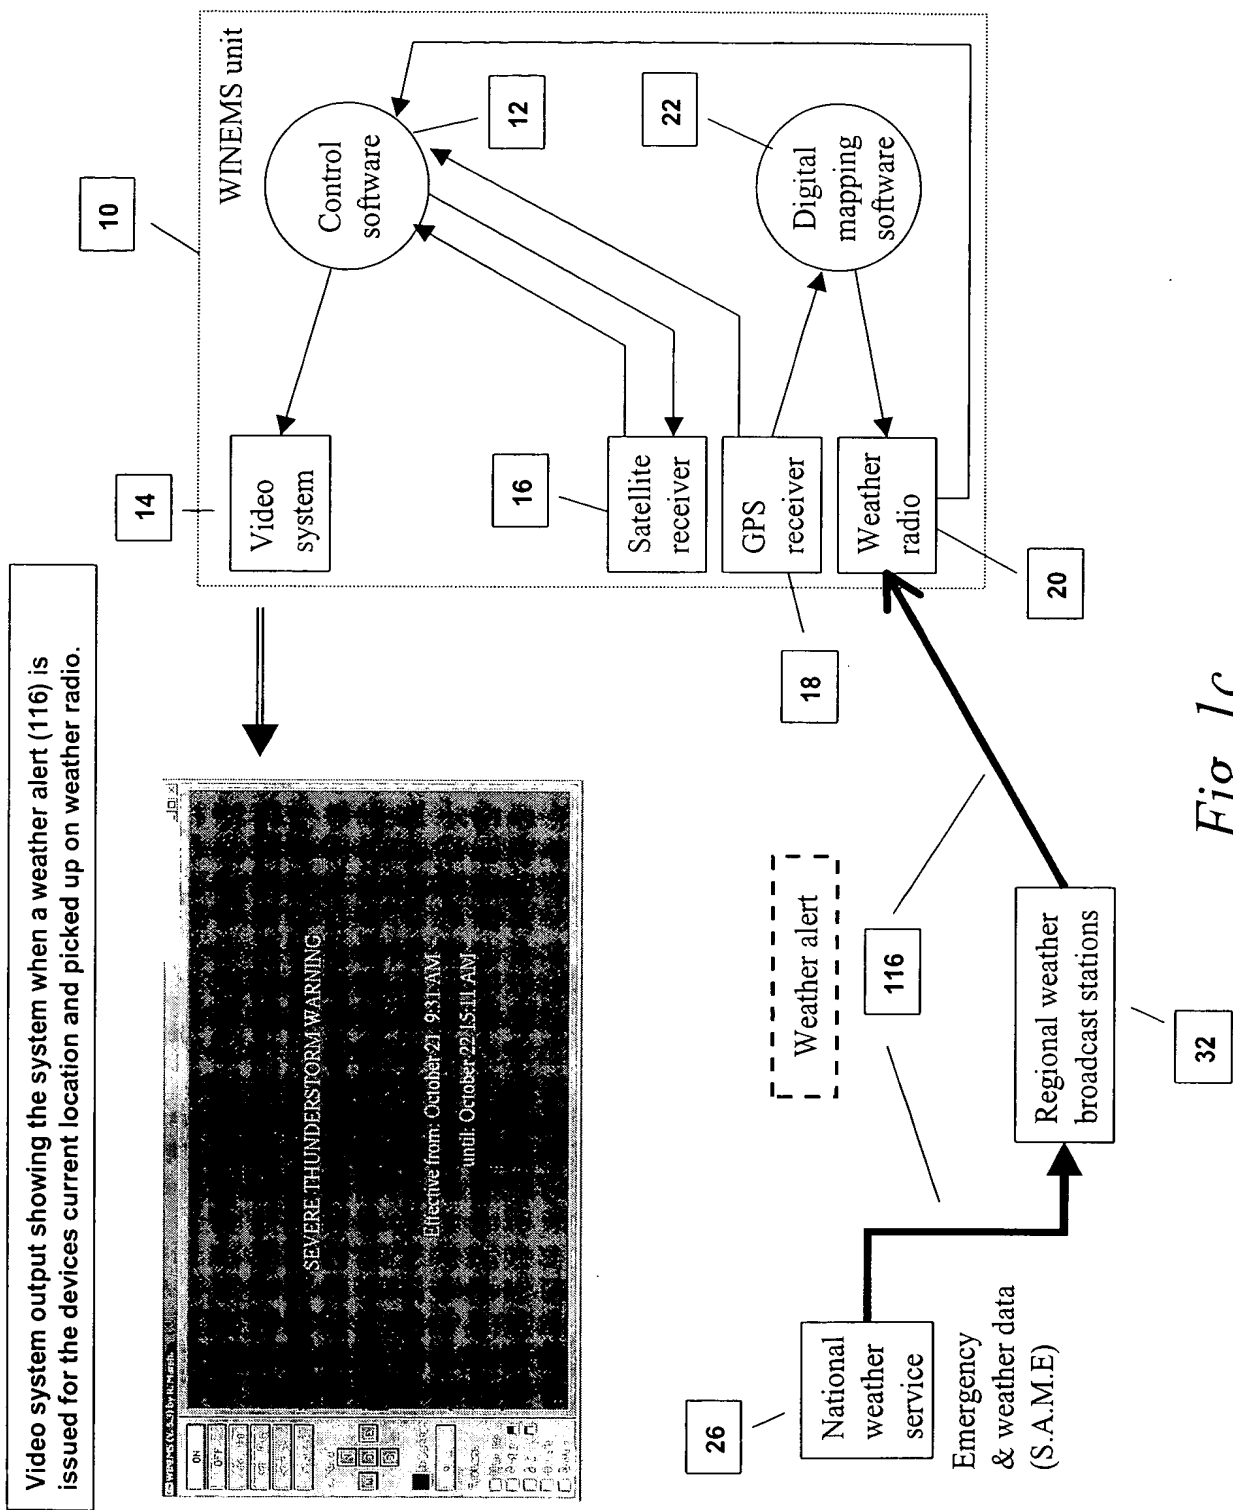 Video system output showing the system when a weather alert (116) is
issued for the devices current location and picked up on weather radio.
ON
OFF
SEVERE THUNDERSTORM WARNING
Effective from: October 21 9:31 AM
until: October 22 15:11 AM
14
10
WINEMS unit
Video
system
Control
software
12
16
Satellite
receiver
22
GPS
receiver
Digital
mapping
software
18
Weather
radio
20
Weather alert
116
26
National
weather
service
Emergency
& weather data
(S.A.M.E)
Regional weather
broadcast stations
32
Fig. 1c